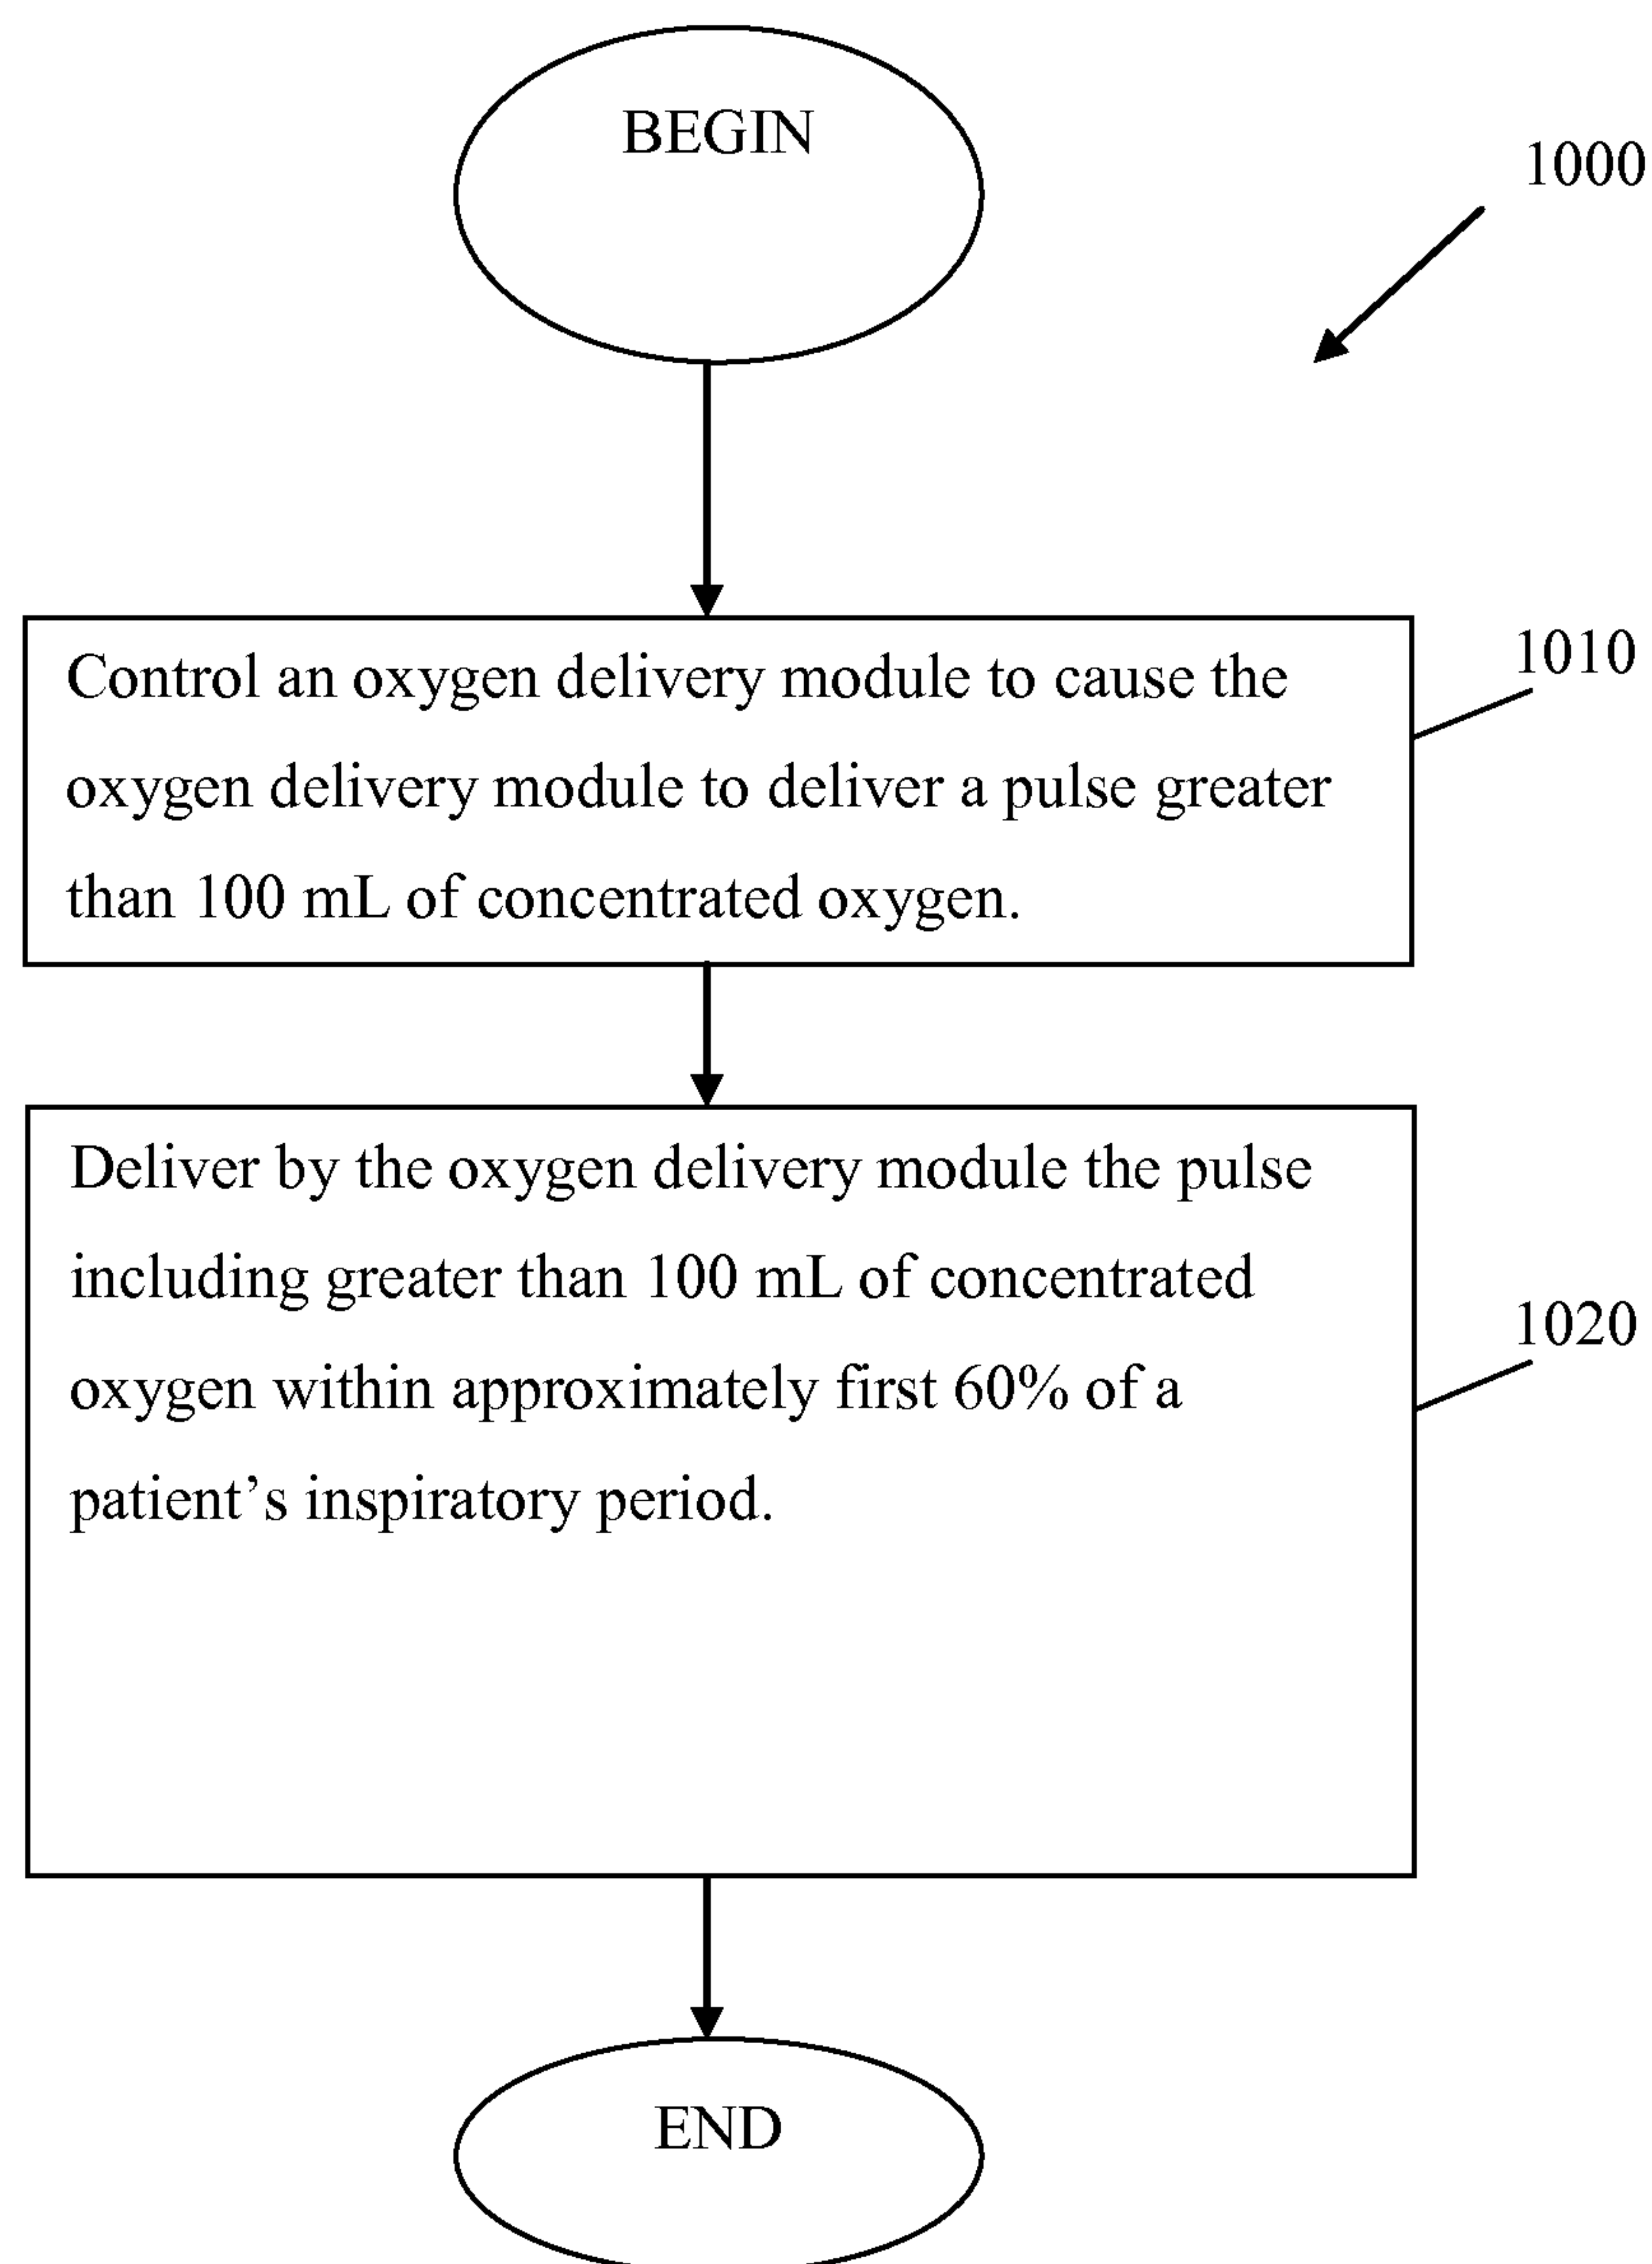 BEGIN
1000
Control an oxygen delivery module to cause the
oxygen delivery module to deliver a pulse greater
than 100 mL of concentrated oxygen.
1010
Deliver by the oxygen delivery module the pulse
including greater than 100 mL of concentrated
oxygen within approximately first 60% of a
patient’s inspiratory period.
1020
END